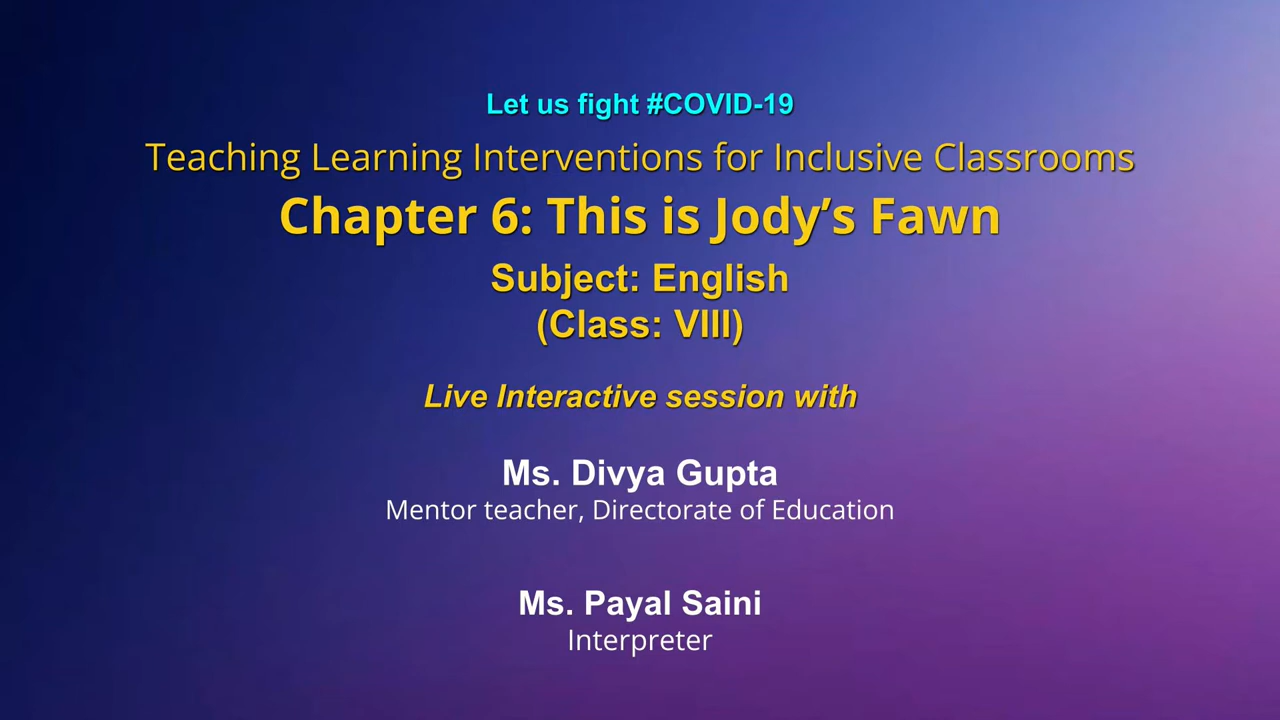 Let us fight #COVID-19
Teaching Learning Interventions for Inclusive Classrooms
Chapter 6: This is Jody’s Fawn
Subject: English
(Class: VIII)
Live Interactive session with
Ms. Divya Gupta
Mentor teacher, Directorate of Education
Ms. Payal Saini
Interpreter